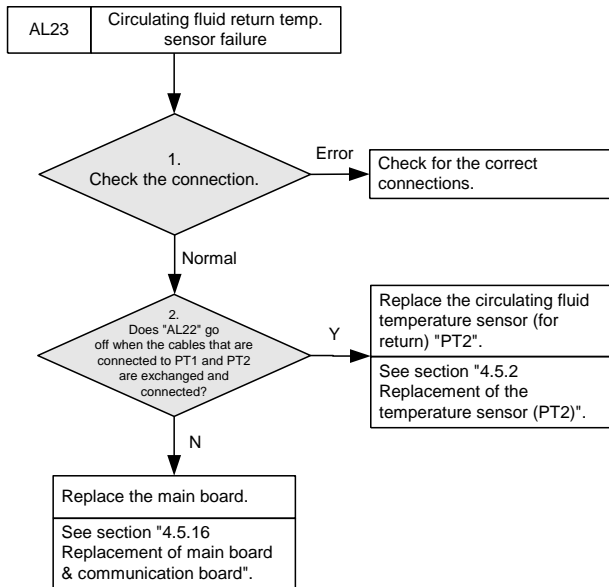 AL23
Circulating fluid return temp.
sensor failure
1.
Check the connection.
Error
Check for the correct
connections.
Normal
2.
Does "AL22" go
off when the cables that are
connected to PT1 and PT2
are exchanged and
connected?
Y
Replace the circulating fluid
temperature sensor (for
return) "PT2".
See section "4.5.2
Replacement of the
temperature sensor (PT2)".
N
Replace the main board.
See section "4.5.16
Replacement of main board
& communication board".